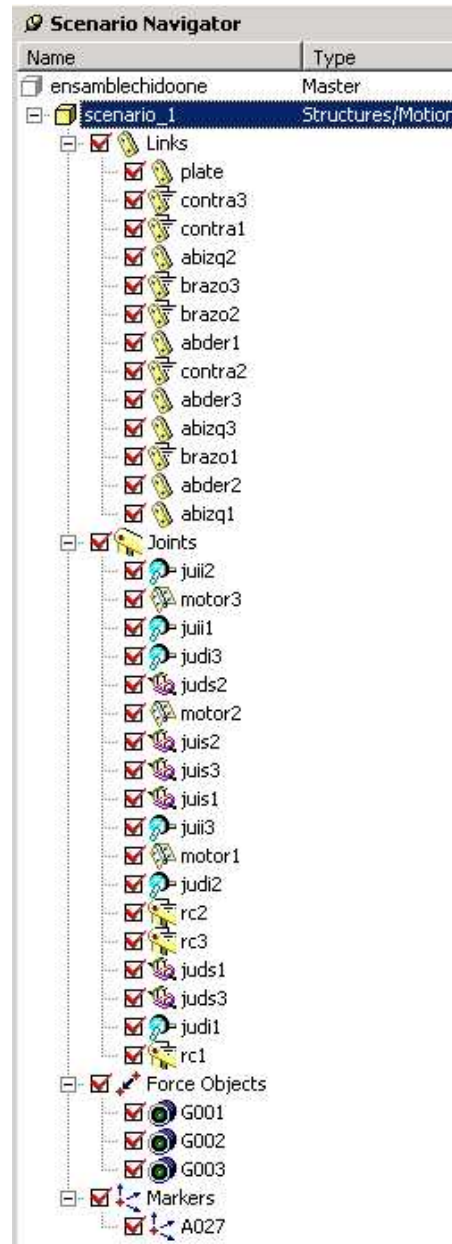 Scenario Navigator
Name Type
ensamblechidoone Master
scenario_1 Structures/Motion
Links
plate
contra3
contra1
abizq2
brazo3
brazo2
abder1
contra2
abder3
abizq3
brazo1
abder2
abizq1
Joints
juii2
motor3
juii1
judi3
juds2
motor2
juis2
juis3
juis1
juii3
motor1
judi2
rc2
rc3
juds1
juds3
judi1
rc1
Force Objects
G001
G002
G003
Markers
A027